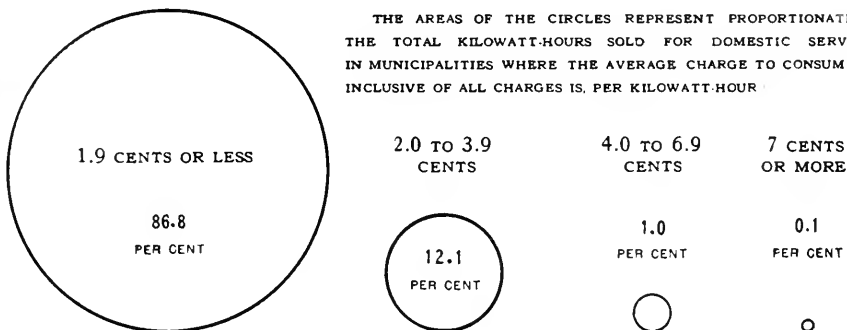 THE AREAS OF THE CIRCLES REPRESENT PROPORTIONAT
THE TOTAL KILOWATT-HOURS SOLD FOR DOMESTIC SERV
IN MUNICIPALITIES WHERE THE AVERAGE CHARGE TO CONSUM
INCLUSIVE OF ALL CHARGES IS, PER KILOWATT-HOUR
1.9 CENTS OR LESS
86.8
PER CENT
2.0 TO 3.9
CENTS
12.1
PER CENT
4.0 TO 6.9
CENTS
1.0
PER CENT
7 CENTS
OR MORE
0.1
PER CENT